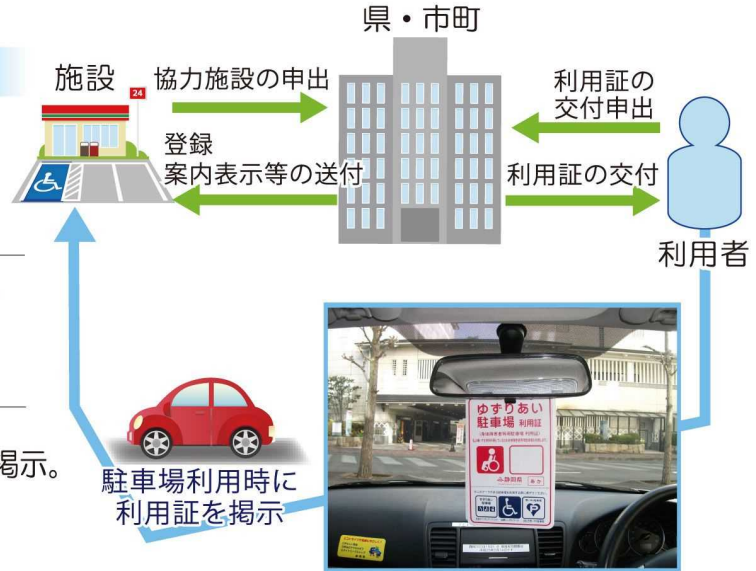 県・市町
施設
24
協力施設の申出
利用証の
交付申出
登録
案内表示等の送付
利用証の交付
利用者
掲示。
駐車場利用時に
利用証を掲示
ゆずりあい
駐車場 利用証
静岡県